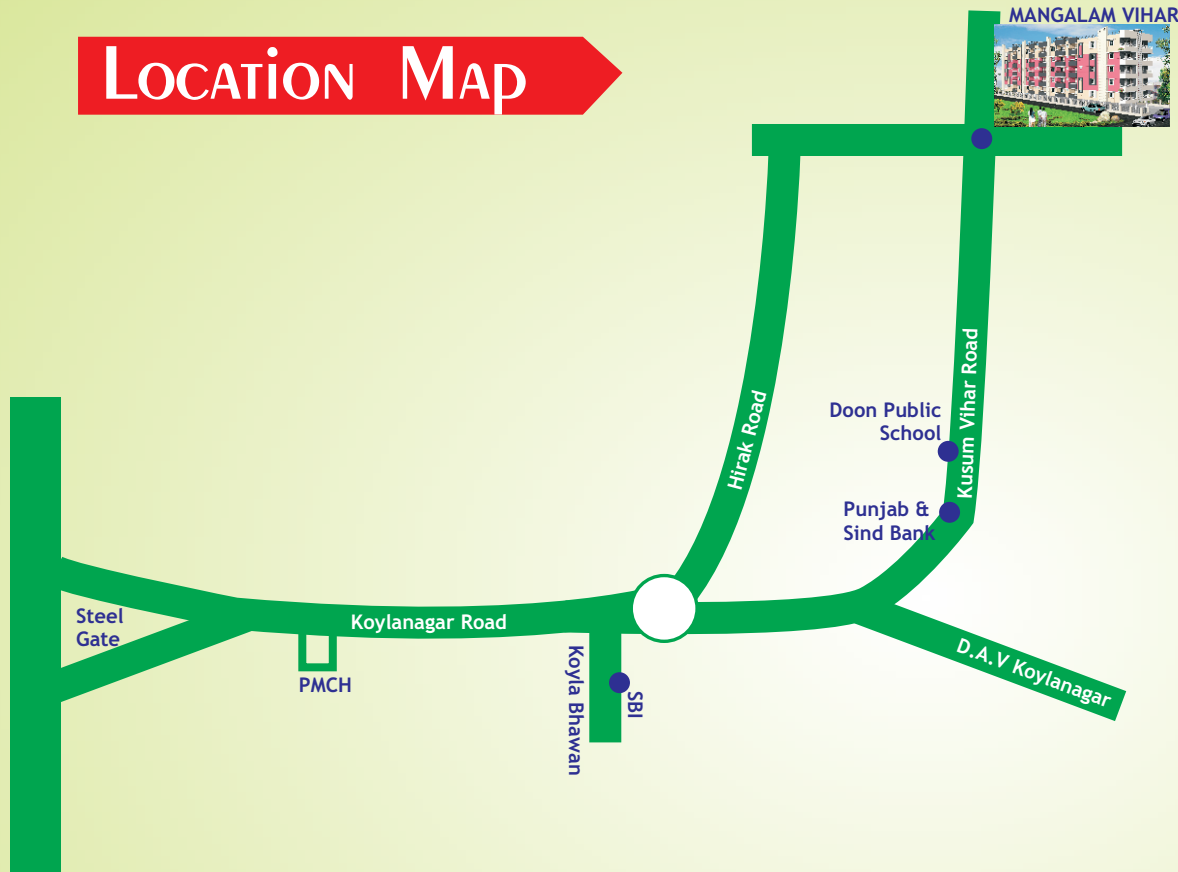 Location Map
MANGALAM VIHAR
Hirak Road
Kusum Vihar Road
Doon Public
School
Punjab &
Sind Bank
Steel
Gate
Koylanagar Road
PMCH
Koyla Bhawan
SBI
D.A.V Koylanagar